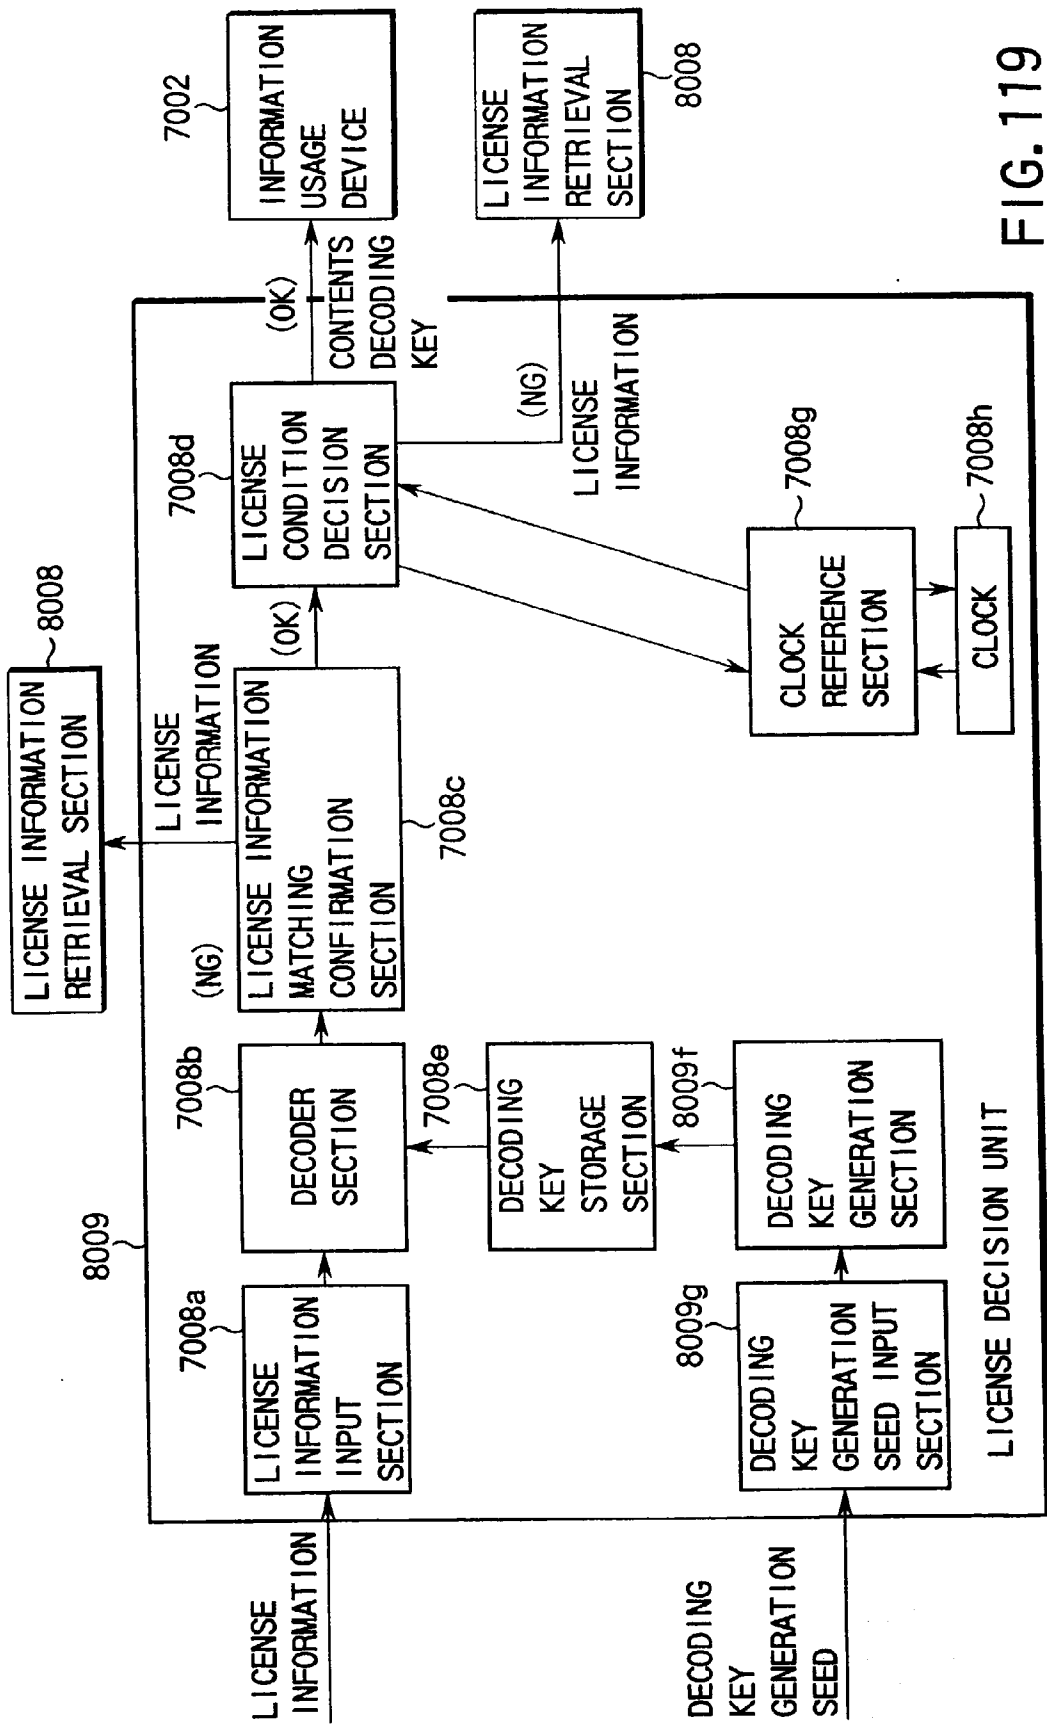 LICENSE INFORMATION
RETRIEVAL SECTION
8008
8009
LICENSE
INFORMATION
7008a
LICENSE
INFORMATION
INPUT
SECTION
7008b
DECODER
SECTION
(NG)
LICENSE
INFORMATION
LICENSE INFORMATION
MATCHING
CONFIRMATION
SECTION
7008c
(OK)
7008d
LICENSE
CONDITION
DECISION
SECTION
(OK)
CONTENTS
DECODING
KEY
7002
INFORMATION
USAGE
DEVICE
7008e
DECODING
KEY
STORAGE
SECTION
(NG)
LICENSE
INFORMATION
LICENSE
INFORMATION
RETRIEVAL
SECTION
8008
DECODING
KEY
GENERATION
SEED
8009g
DECODING
KEY
GENERATION
SEED INPUT
SECTION
8009f
DECODING
KEY
GENERATION
SECTION
CLOCK
REFERENCE
SECTION
7008g
CLOCK
7008h
LICENSE DECISION UNIT
FIG. 119